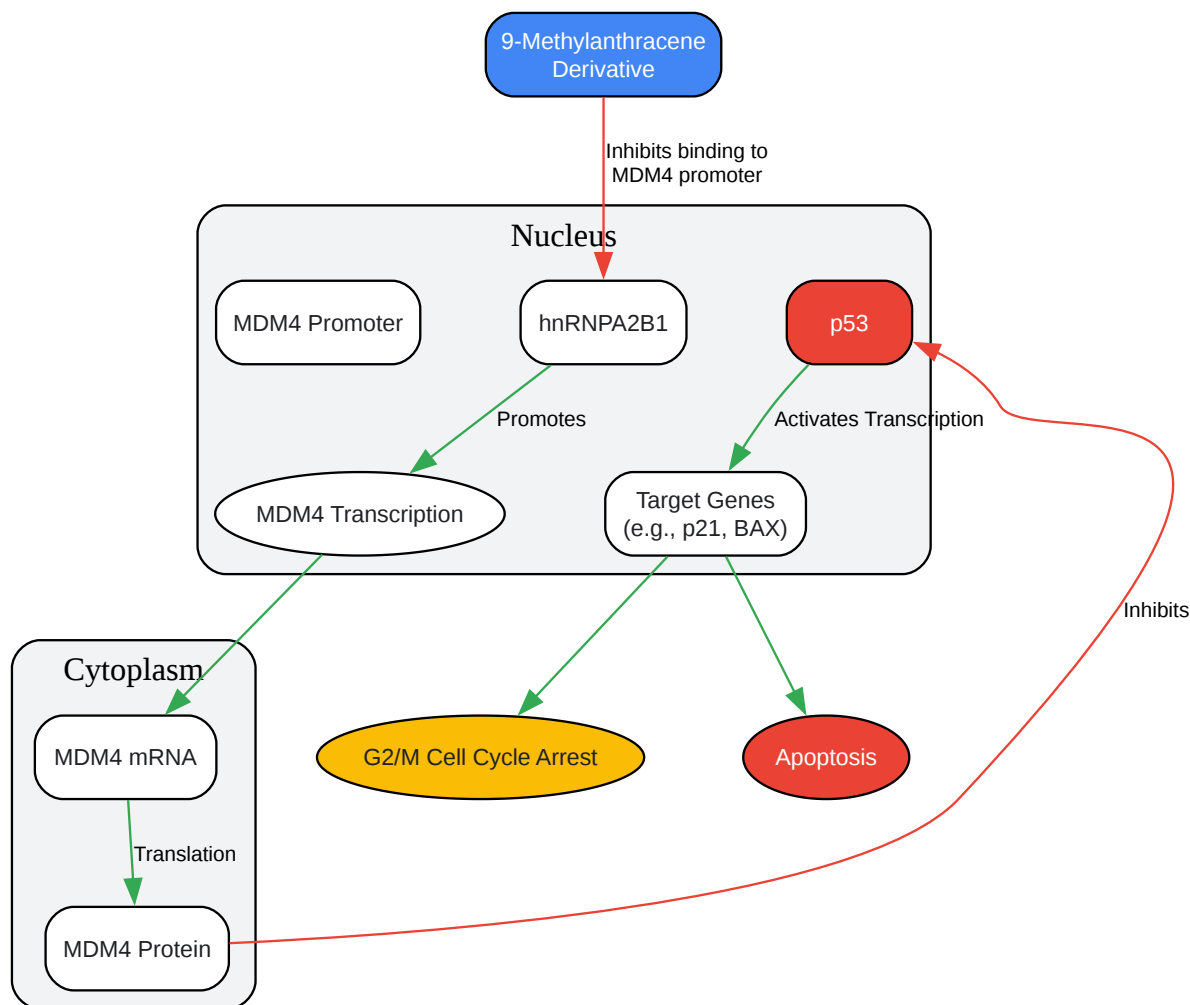 9-Methylanthracene
Derivative
Inhibits binding to
MDM4 promoter
Nucleus
MDM4 Promoter
hnRNPA2B1
p53
Promotes
Activates Transcription
MDM4 Transcription
Target Genes
(e.g., p21, BAX)
Inhibits
Cytoplasm
MDM4 mRNA
G2/M Cell Cycle Arrest
Apoptosis
Translation
MDM4 Protein